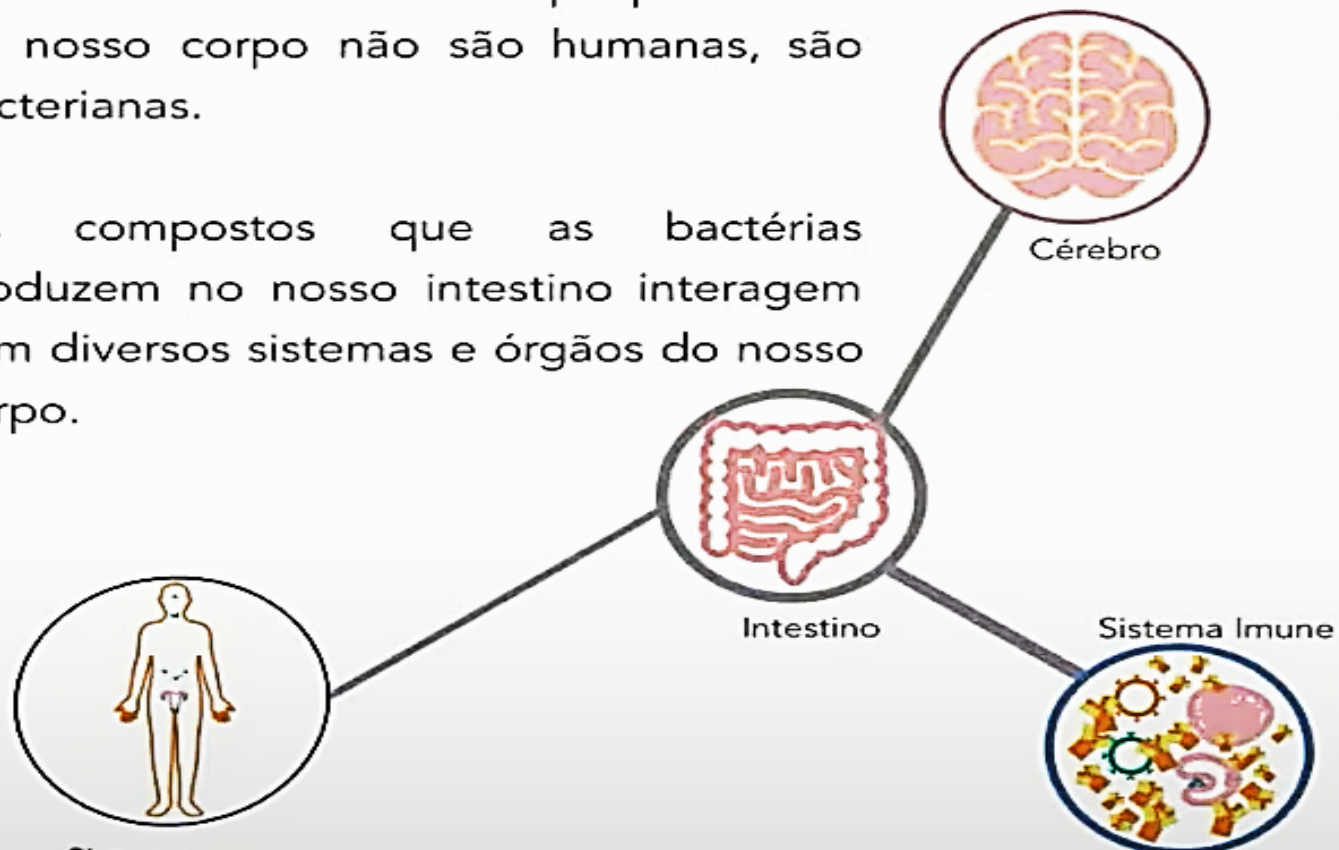 nosso corpo não são humanas, são
cterianas.
compostos que as bactérias
oduzem no nosso intestino interagem
m diversos sistemas e órgãos do nosso
rpo.
Cérebro
Intestino
Sistema Imune